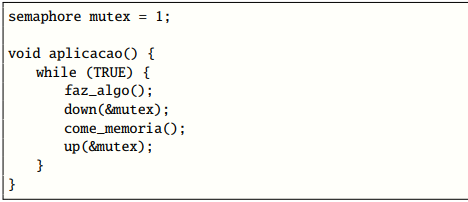 semaphore mutex = 1;

void aplicacao() {
    while (TRUE) {
        faz_algo();
        down(&mutex);
        come_memoria();
        up(&mutex);
    }
}